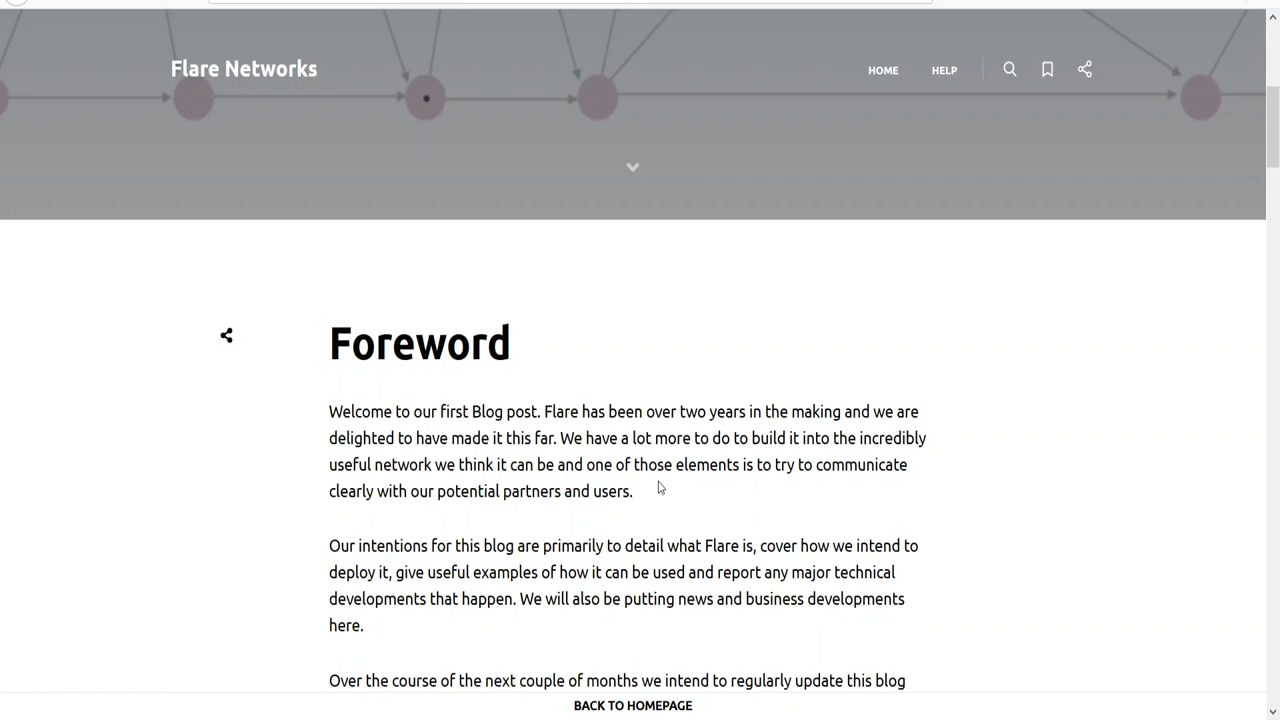 Flare Networks
HOME
HELP
Foreword
Welcome to our first Blog post. Flare has been over two years in the making and we are
delighted to have made it this far. We have a lot more to do to build it into the incredibly
useful network we think it can be and one of those elements is to try to communicate
clearly with our potential partners and users.
Our intentions for this blog are primarily to detail what Flare is, cover how we intend to
deploy it, give useful examples of how it can be used and report any major technical
developments that happen. We will also be putting news and business developments
here.
Over the course of the next couple of months we intend to regularly update this blog
BACK TO HOMEPAGE